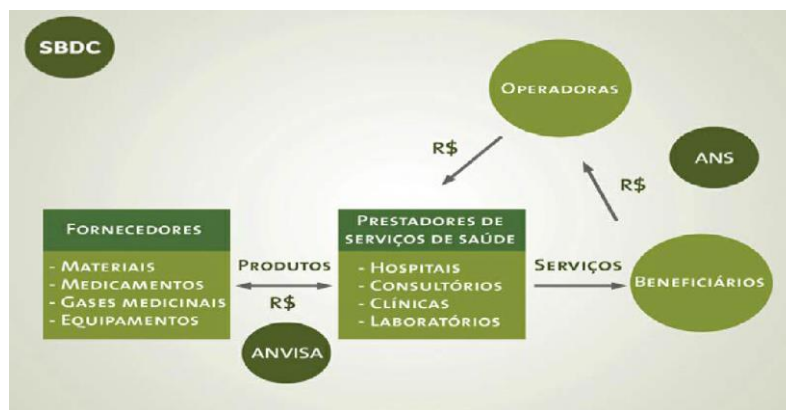 SBDC
OPERADORAS
R$
ANS
R$
FORNECEDORES
- MATERIAIS
- MEDICAMENTOS
- GASES MEDICINAIS
- EQUIPAMENTOS
PRODUTOS
R$
ANVISA
PRESTADORES DE
SERVIÇOS DE SAÚDE
- HOSPITAIS
- CONSULTÓRIOS
- CLÍNICAS
- LABORATÓRIOS
SERVIÇOS
BENEFICIÁRIOS